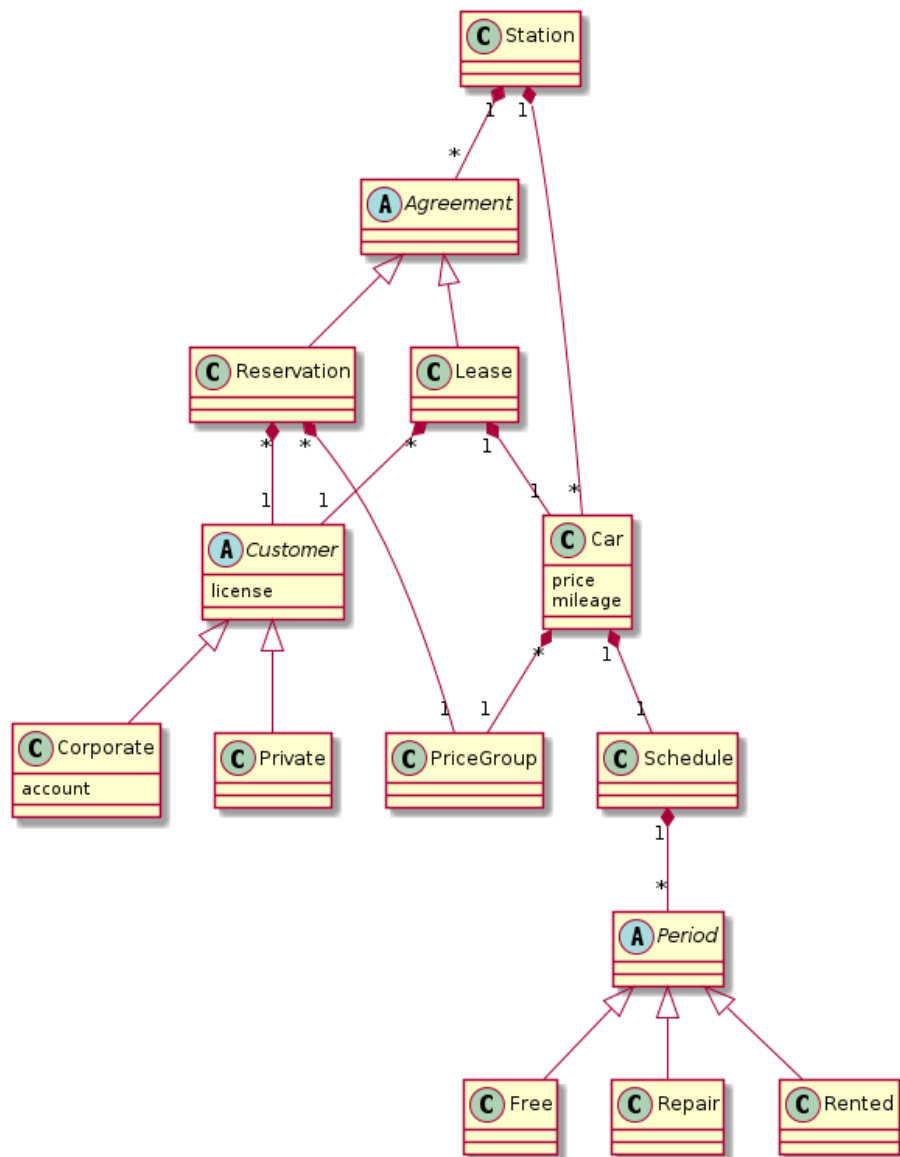 C Station
1 1
*
A Agreement
C Reservation
C Lease
* * * 1
1 1 1 *
A Customer
license
C Car
price
mileage
* 1
1 1 1
C Corporate
account
C Private
C PriceGroup
C Schedule
1
*
A Period
C Free
C Repair
C Rented